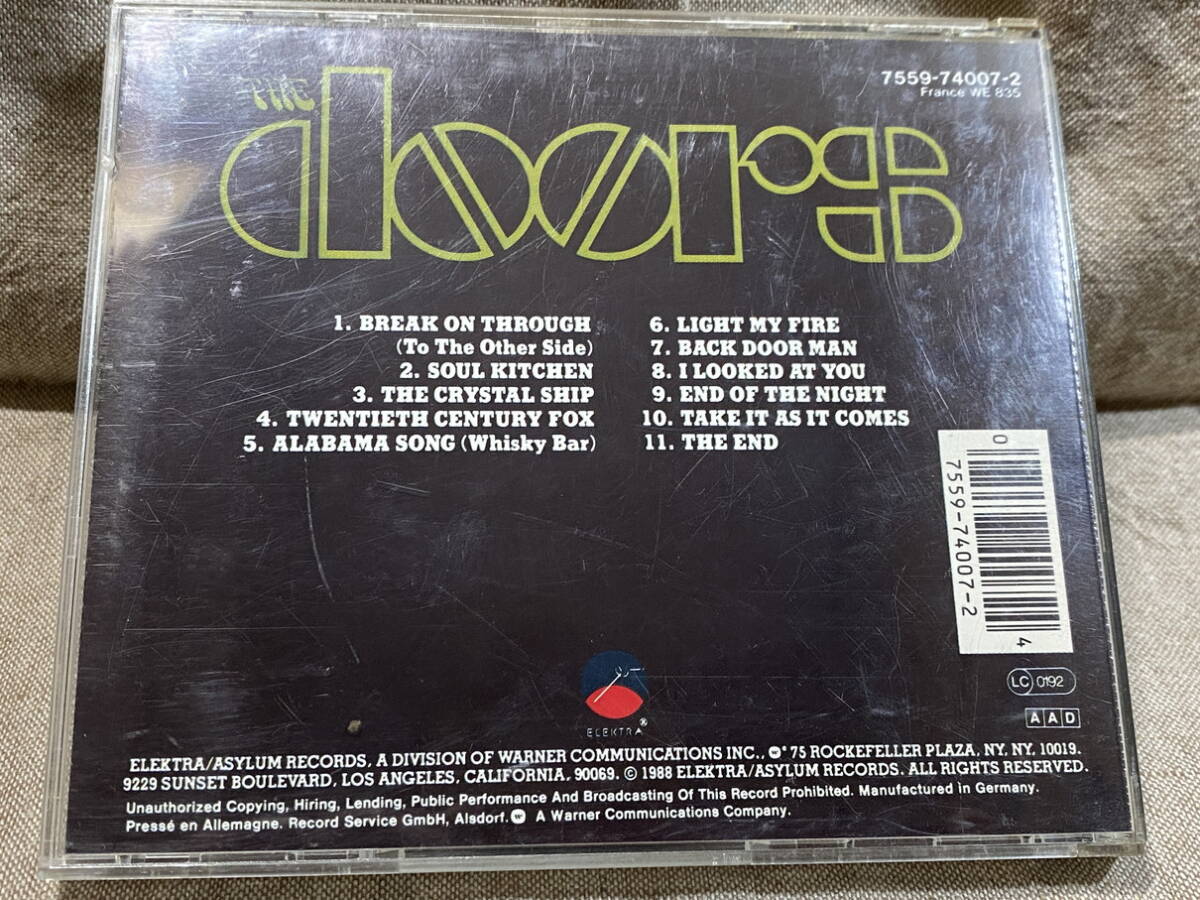 THE
doors
7559-74007-2
France WE 835
1. BREAK ON THROUGH
(To The Other Side)
2. SOUL KITCHEN
3. THE CRYSTAL SHIP
4. TWENTIETH CENTURY FOX
5. ALABAMA SONG (Whisky Bar)
6. LIGHT MY FIRE
7. BACK DOOR MAN
8. I LOOKED AT YOU
9. END OF THE NIGHT
10. TAKE IT AS IT COMES
11. THE END
0 7559-74007-2 4
LC 0192
AAD
ELEKTRA®
ELEKTRA/ASYLUM RECORDS, A DIVISION OF WARNER COMMUNICATIONS INC., 75 ROCKEFELLER PLAZA, NY, NY, 10019.
9229 SUNSET BOULEVARD, LOS ANGELES, CALIFORNIA, 90069. © 1988 ELEKTRA/ASYLUM RECORDS. ALL RIGHTS RESERVED.
Unauthorized Copying, Hiring, Lending, Public Performance And Broadcasting Of This Record Prohibited. Manufactured in Germany.
Pressé en Allemagne. Record Service GmbH, Alsdorf. A Warner Communications Company.